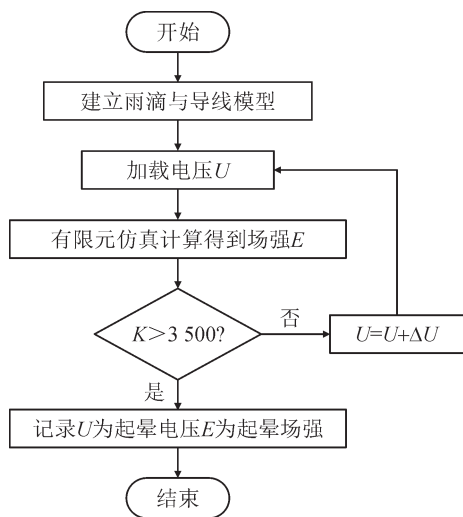 开始
建立雨滴与导线模型
加载电压U
有限元仿真计算得到场强E
K>3 500?
否
U=U+ΔU
是
记录U为起晕电压E为起晕场强
结束